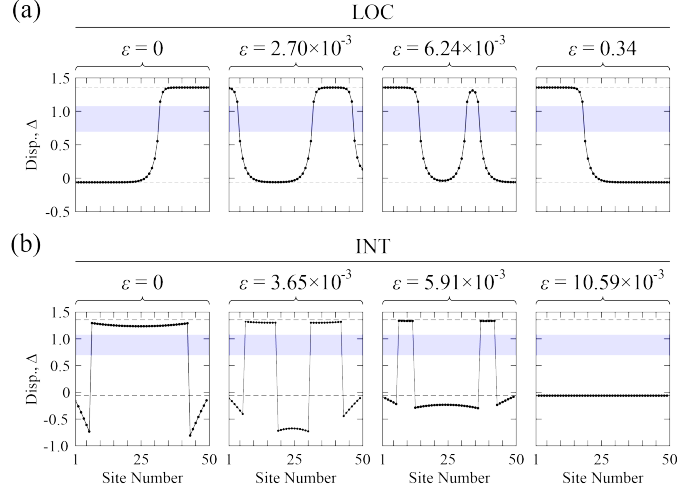 (a)
LOC
ε = 0
ε = 2.70×10⁻³
ε = 6.24×10⁻³
ε = 0.34
Disp., Δ
1.5
1.0
0.5
0
-0.5
(b)
INT
ε = 0
ε = 3.65×10⁻³
ε = 5.91×10⁻³
ε = 10.59×10⁻³
Disp., Δ
1.5
1.0
0.5
0
-0.5
-1.0
1 25 50 1 25 50 1 25 50 1 25 50
Site Number Site Number Site Number Site Number